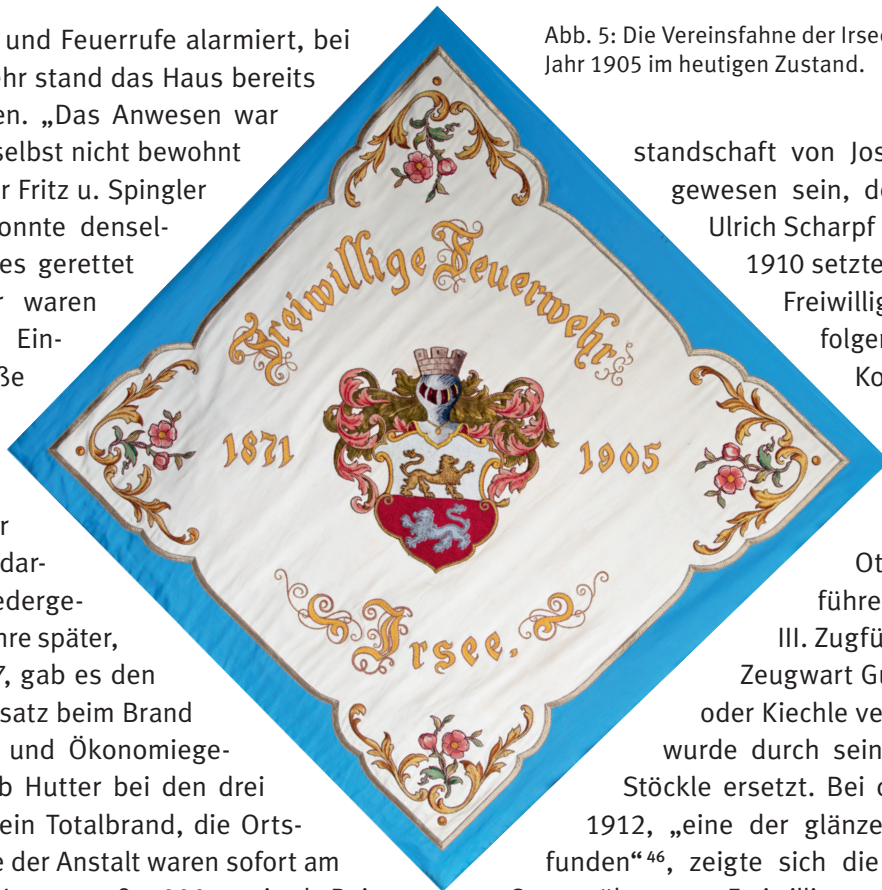 und Feuerrufe alarmiert, bei
ehr stand das Haus bereits
en. „Das Anwesen war
selbst nicht bewohnt
r Fritz u. Spingler
onnte densel-
es gerettet
r waren
Ein-
ße
r
dar-
ederge-
hre später,
7, gab es den
satz beim Brand
und Ökonomiege-
b Hutter bei den drei
ein Totalbrand, die Orts-
e der Anstalt waren sofort am
Freiwillige Feuerwehr
1871 1905
Irsee.
Abb. 5: Die Vereinsfahne der Irsee
Jahr 1905 im heutigen Zustand.
standschaft von Jos
gewesen sein, de
Ulrich Scharpf
1910 setzte
Freiwillig
folger
Ko
Ot
führe
III. Zugfü
Zeugwart Gu
oder Kiechle ve
wurde durch sein
Stöckle ersetzt. Bei d
1912, „eine der glänze
funden“ 46, zeigte sich die